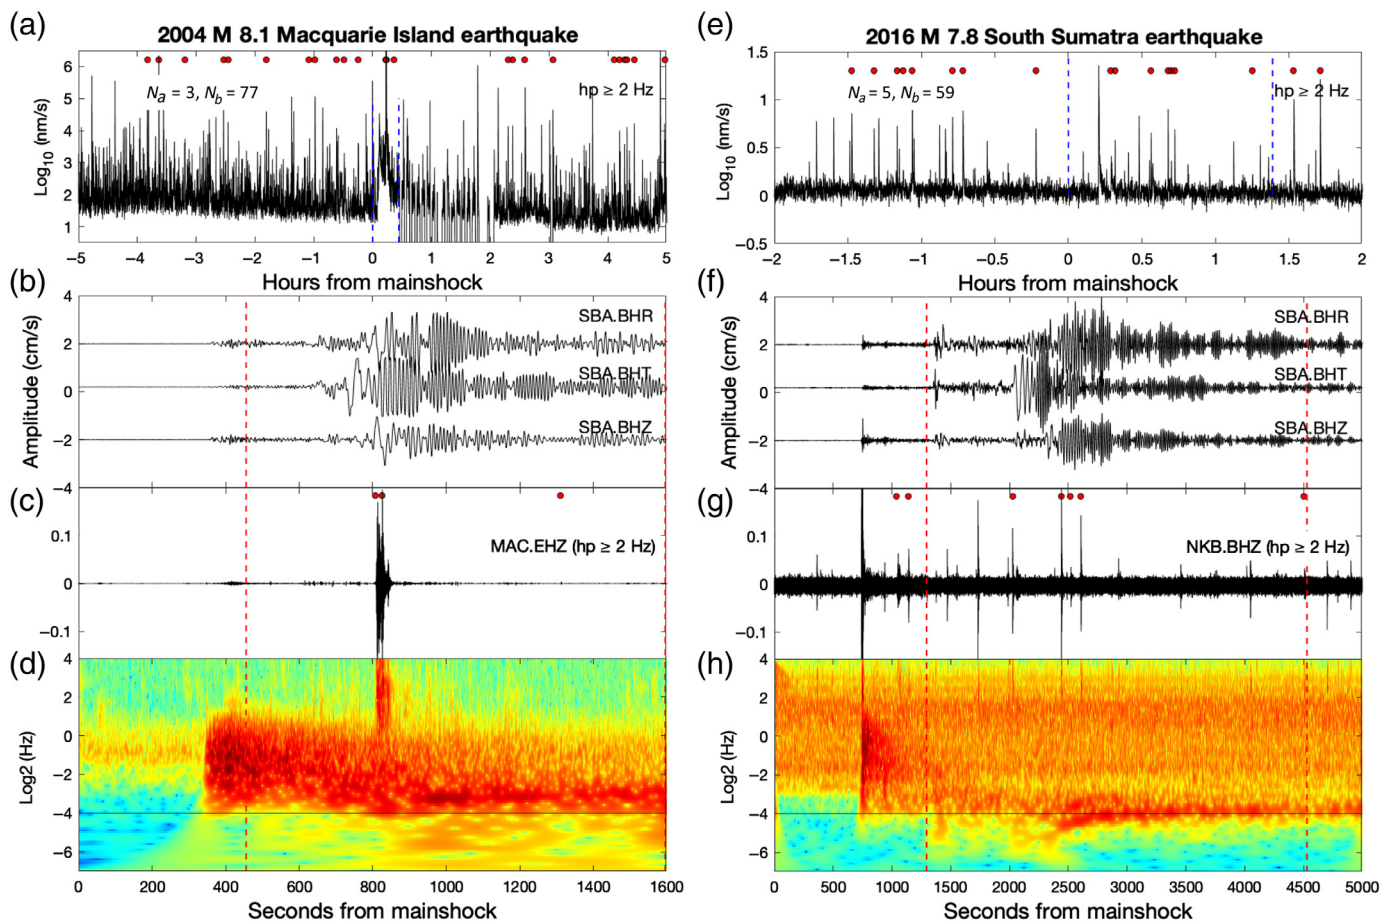 (a)
2004 M 8.1 Macquarie Island earthquake
6
5
4
3
2
1
Log10 (nm/s)
Na = 3, Nb = 77
hp ≥ 2 Hz
−5 −4 −3 −2 −1 0 1 2 3 4 5
Hours from mainshock
(b)
4
2
0
−2
−4
Amplitude (cm/s)
SBA.BHR
SBA.BHT
SBA.BHZ
(c)
0.1
0
−0.1
MAC.EHZ (hp ≥ 2 Hz)
(d)
4
2
0
−2
−4
−6
Log2 (Hz)
0 200 400 600 800 1000 1200 1400 1600
Seconds from mainshock
(e)
2016 M 7.8 South Sumatra earthquake
1.5
1
0.5
0
−0.5
Log10 (nm/s)
Na = 5, Nb = 59
hp ≥ 2 Hz
−2 −1.5 −1 −0.5 0 0.5 1 1.5 2
Hours from mainshock
(f)
4
2
0
−2
−4
Amplitude (cm/s)
SBA.BHR
SBA.BHT
SBA.BHZ
(g)
0.1
0
−0.1
NKB.BHZ (hp ≥ 2 Hz)
(h)
4
2
0
−2
−4
−6
Log2 (Hz)
0 500 1000 1500 2000 2500 3000 3500 4000 4500 5000
Seconds from mainshock